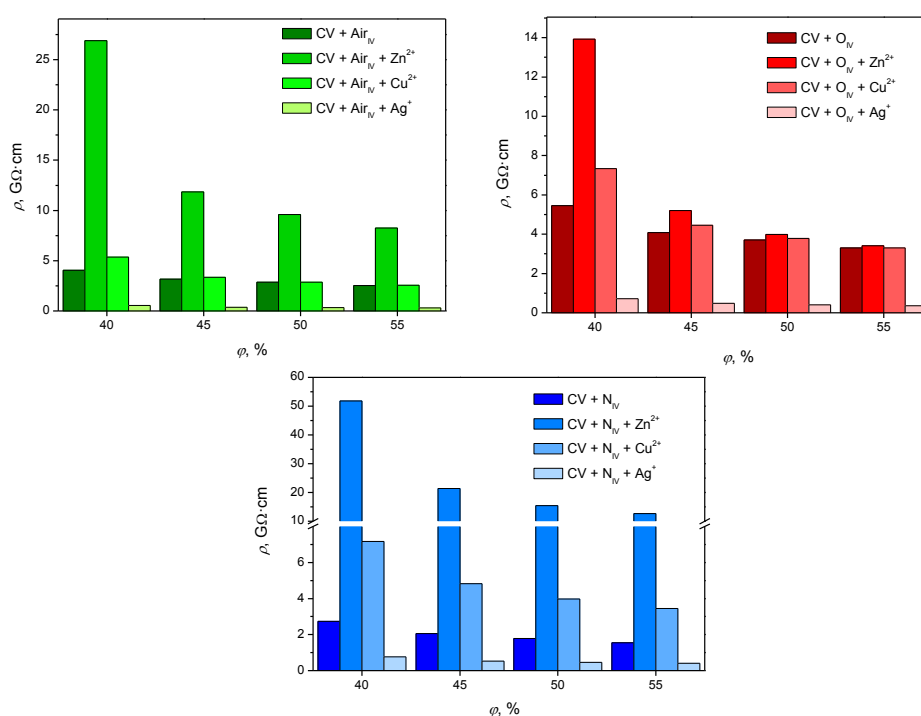 CV + Air_IV
CV + Air_IV + Zn²⁺
CV + Air_IV + Cu²⁺
CV + Air_IV + Ag⁺
ρ, GΩ·cm
25
20
15
10
5
0
40 45 50 55
φ, %
CV + O_IV
CV + O_IV + Zn²⁺
CV + O_IV + Cu²⁺
CV + O_IV + Ag⁺
ρ, GΩ·cm
14
12
10
8
6
4
2
0
40 45 50 55
φ, %
CV + N_IV
CV + N_IV + Zn²⁺
CV + N_IV + Cu²⁺
CV + N_IV + Ag⁺
ρ, GΩ·cm
60
50
40
30
20
10
6
4
2
0
40 45 50 55
φ, %